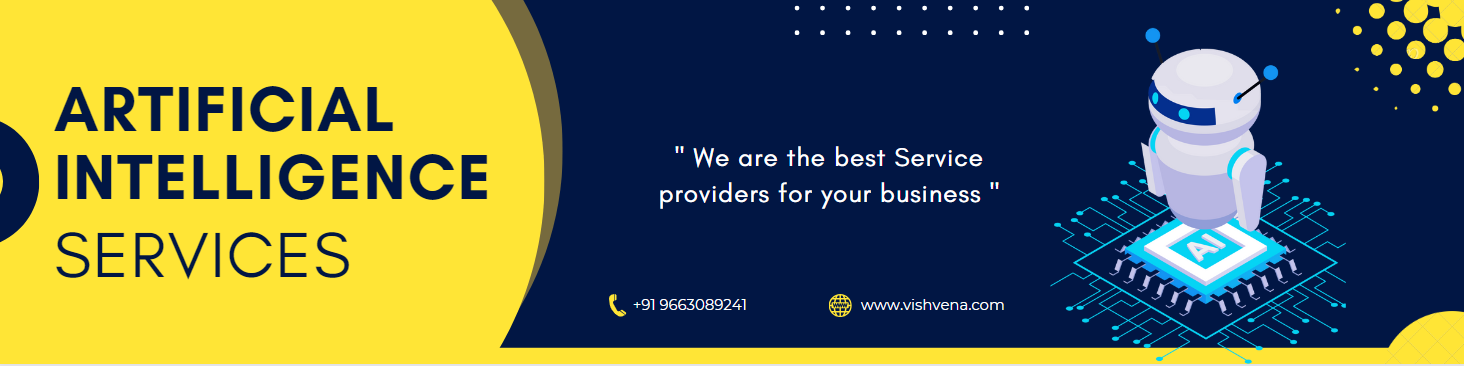 ARTIFICIAL
INTELLIGENCE
SERVICES
" We are the best Service
providers for your business "
+91 9663089241
www.vishvena.com
AI